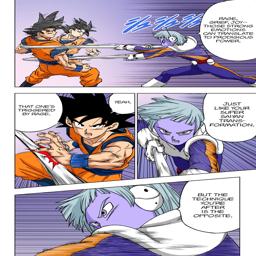 RAGE,
GRIEF, JOY--
THOSE STRONG
EMOTIONS
CAN TRANSLATE
TO PRODIGIOUS
POWER.
YEAH.
THAT ONE'S
TRIGGERED
BY RAGE.
JUST
LIKE YOUR
SUPER
SAIYAN
TRANS-
FORMATION,
BUT THE
TECHNIQUE
YOU'RE
AFTER
IS THE
OPPOSITE.